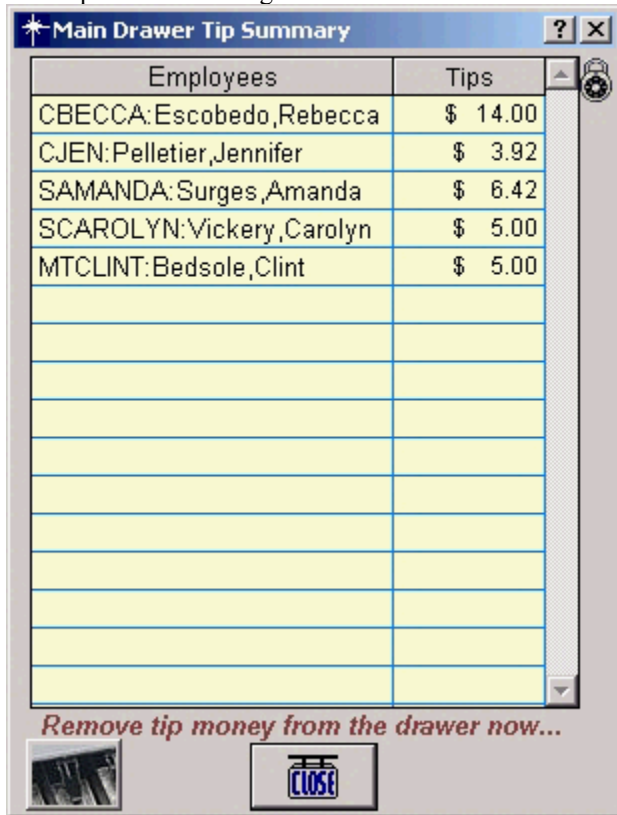 Main Drawer Tip Summary
Employees Tips
CBECCA:Escobedo,Rebecca $ 14.00
CJEN:Pelletier,Jennifer $ 3.92
SAMANDA:Surges,Amanda $ 6.42
SCAROLYN:Vickery,Carolyn $ 5.00
MTCLINT:Bedsole,Clint $ 5.00
Remove tip money from the drawer now...
CLOSE